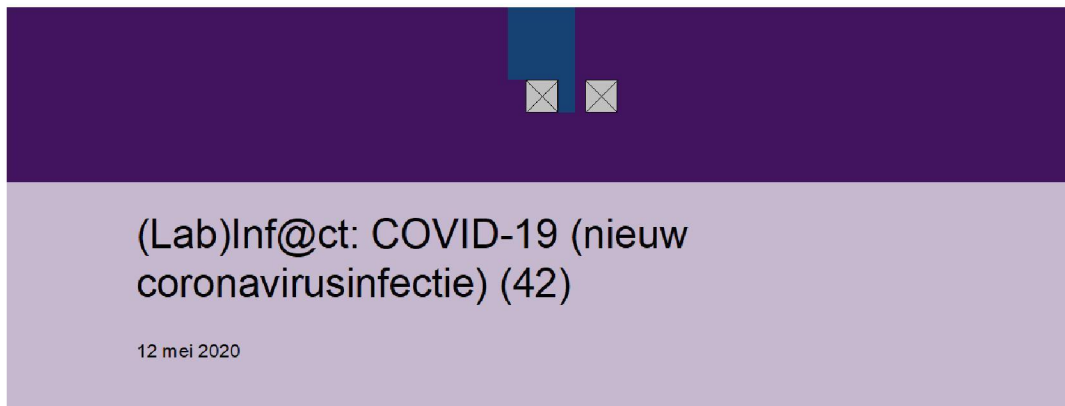 (Lab)Inf@ct: COVID-19 (nieuw
coronavirusinfectie) (42)
12 mei 2020